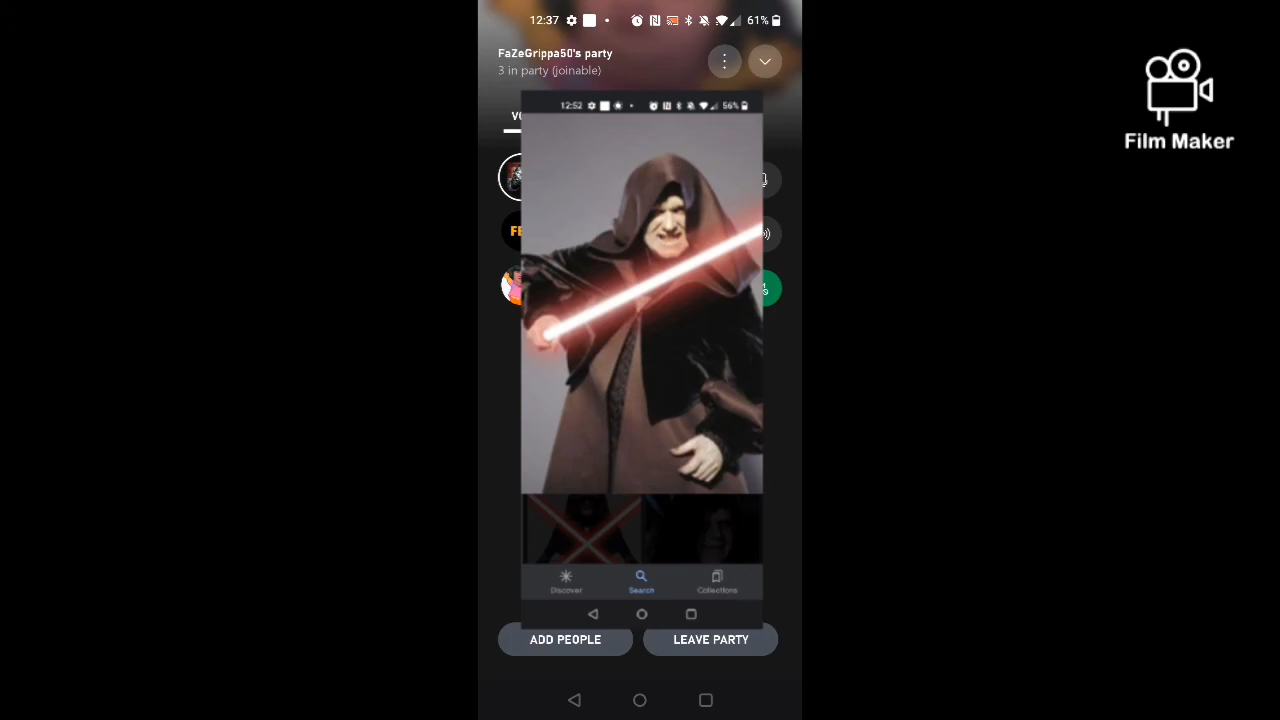 12:37
61%
FaZeGrippa50's party
3 in party (joinable)
12:52
56%
Discover
Search
Collections
ADD PEOPLE
LEAVE PARTY
Film Maker